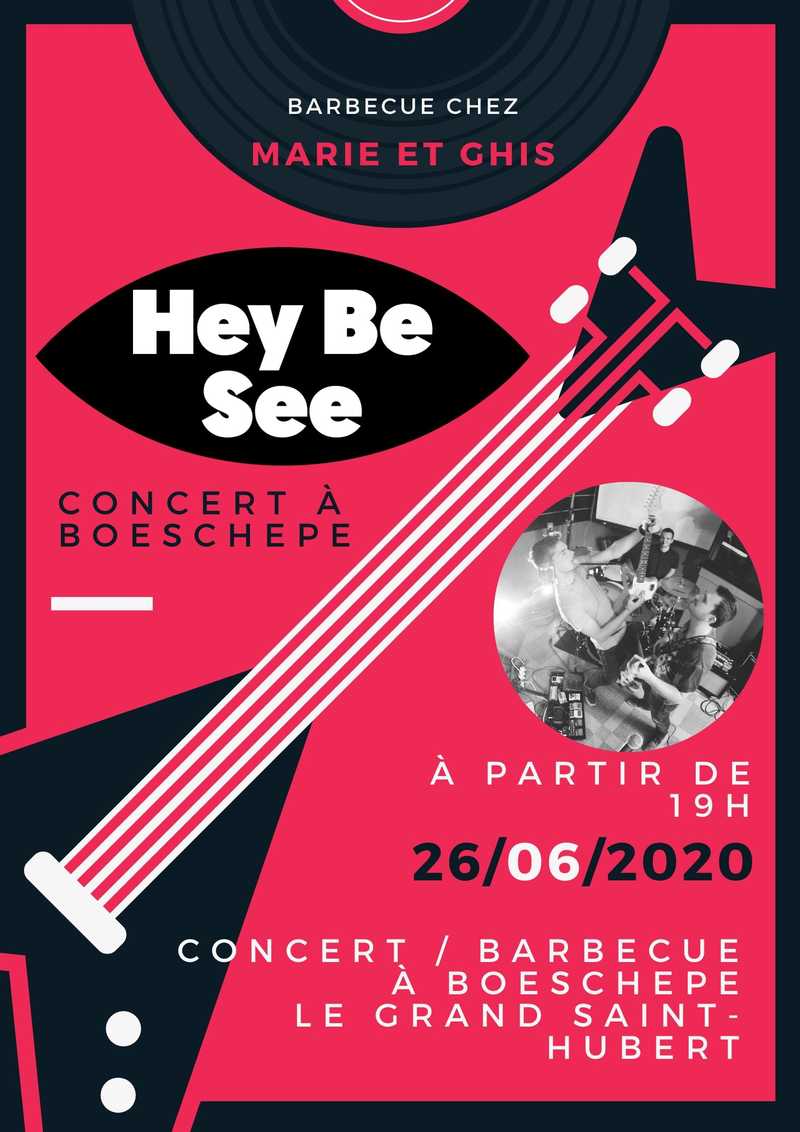 BARBECUE CHEZ
MARIE ET GHIS
Hey Be
See
CONCERT À
BOESCHEPE
À PARTIR DE
19H
26/06/2020
CONCERT / BARBECUE
À BOESCHEPE
LE GRAND SAINT-
HUBERT